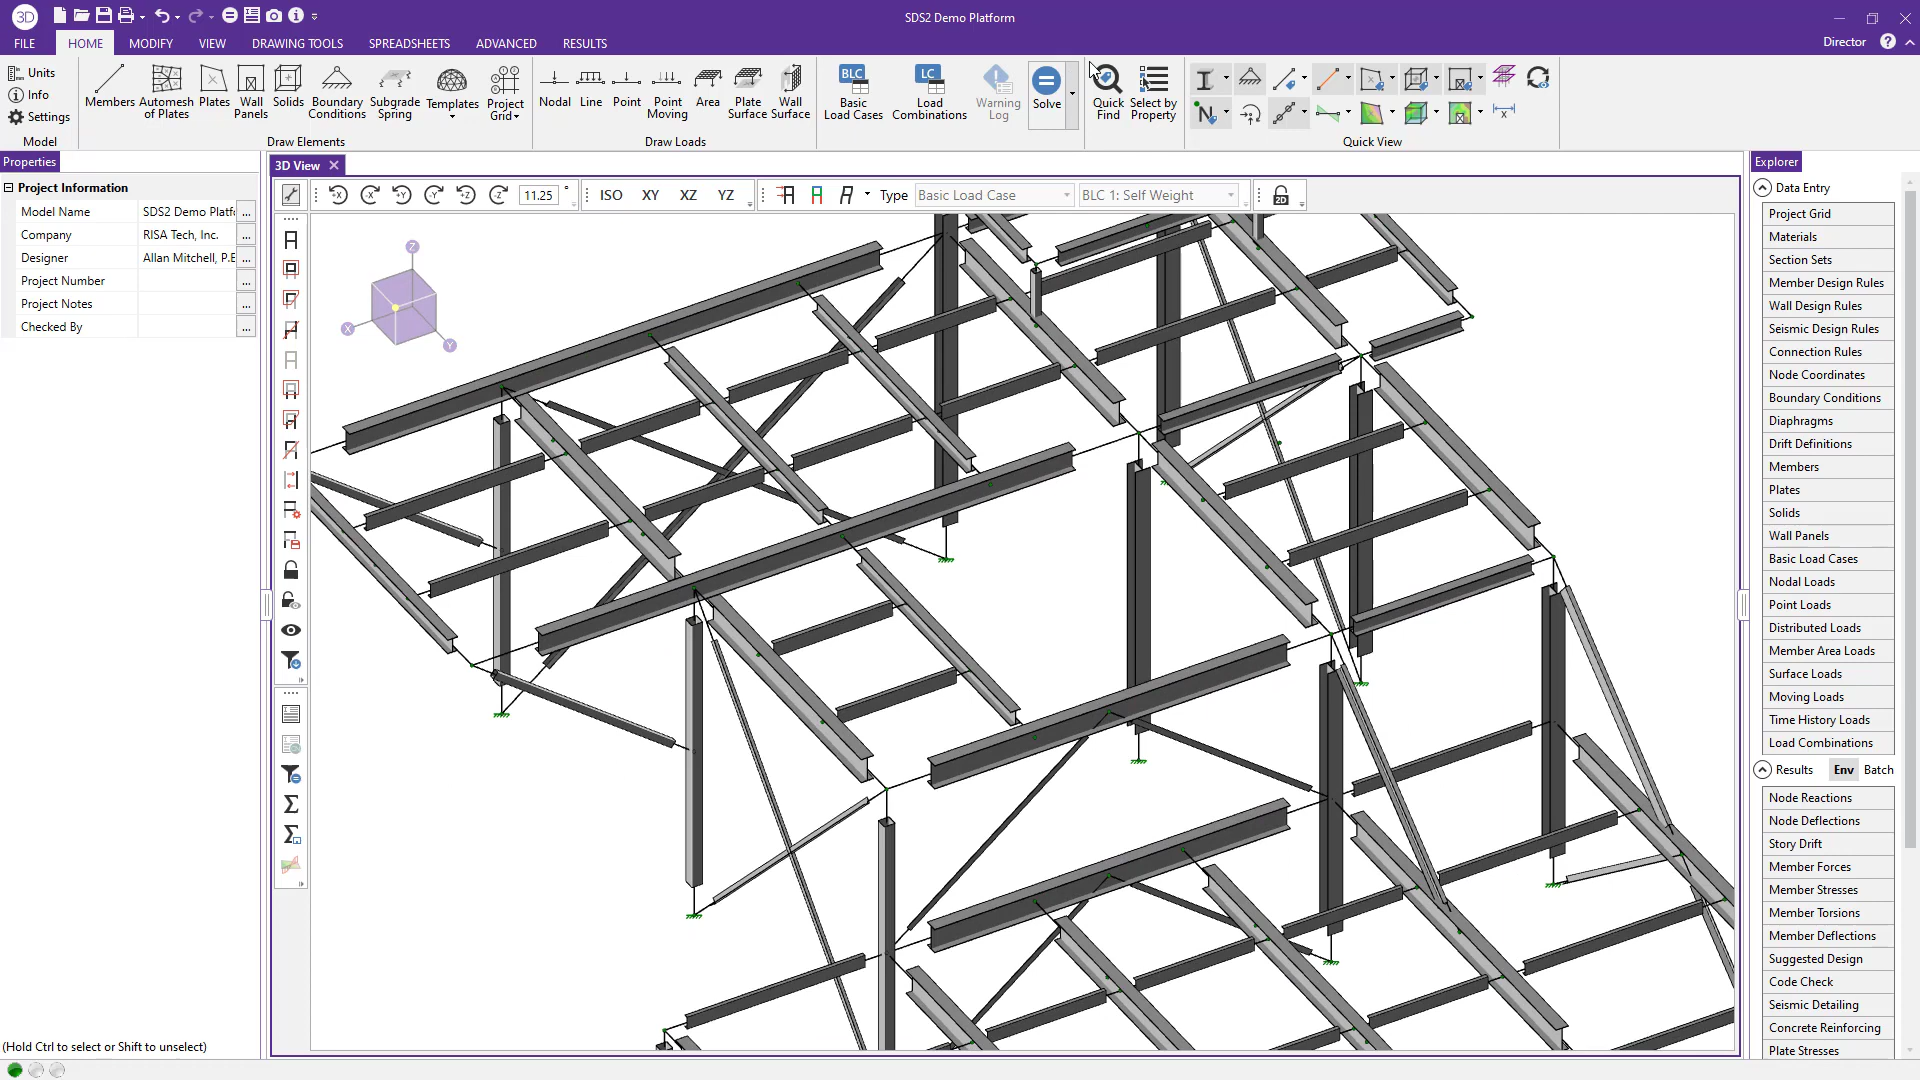 SDS2 Demo Platform
3D
FILE
HOME
MODIFY
VIEW
DRAWING TOOLS
SPREADSHEETS
ADVANCED
RESULTS
Director
Units
Info
Settings
Model
Members
Automesh of Plates
Plates
Wall Panels
Solids
Boundary Conditions
Subgrade Spring
Templates
Project Grid
Draw Elements
Nodal
Line
Point
Point Moving
Area
Plate Surface
Wall Surface
Draw Loads
BLC
Basic Load Cases
LC
Load Combinations
Warning Log
Solve
Quick Find
Select by Property
N
Quick View
Properties
Project Information
Model Name SDS2 Demo Platf ...
Company RISA Tech, Inc. ...
Designer Allan Mitchell, P.E ...
Project Number ...
Project Notes ...
Checked By ...
(Hold Ctrl to select or Shift to unselect)
3D View
+X -X +Y -Y +Z -Z 11.25 °
ISO XY XZ YZ
Type Basic Load Case BLC 1: Self Weight
2D
Z
X
Y
Explorer
Data Entry
Project Grid
Materials
Section Sets
Member Design Rules
Wall Design Rules
Seismic Design Rules
Connection Rules
Node Coordinates
Boundary Conditions
Diaphragms
Drift Definitions
Members
Plates
Solids
Wall Panels
Basic Load Cases
Nodal Loads
Point Loads
Distributed Loads
Member Area Loads
Surface Loads
Moving Loads
Time History Loads
Load Combinations
Results Env Batch
Node Reactions
Node Deflections
Story Drift
Member Forces
Member Stresses
Member Torsions
Member Deflections
Suggested Design
Code Check
Seismic Detailing
Concrete Reinforcing
Plate Stresses